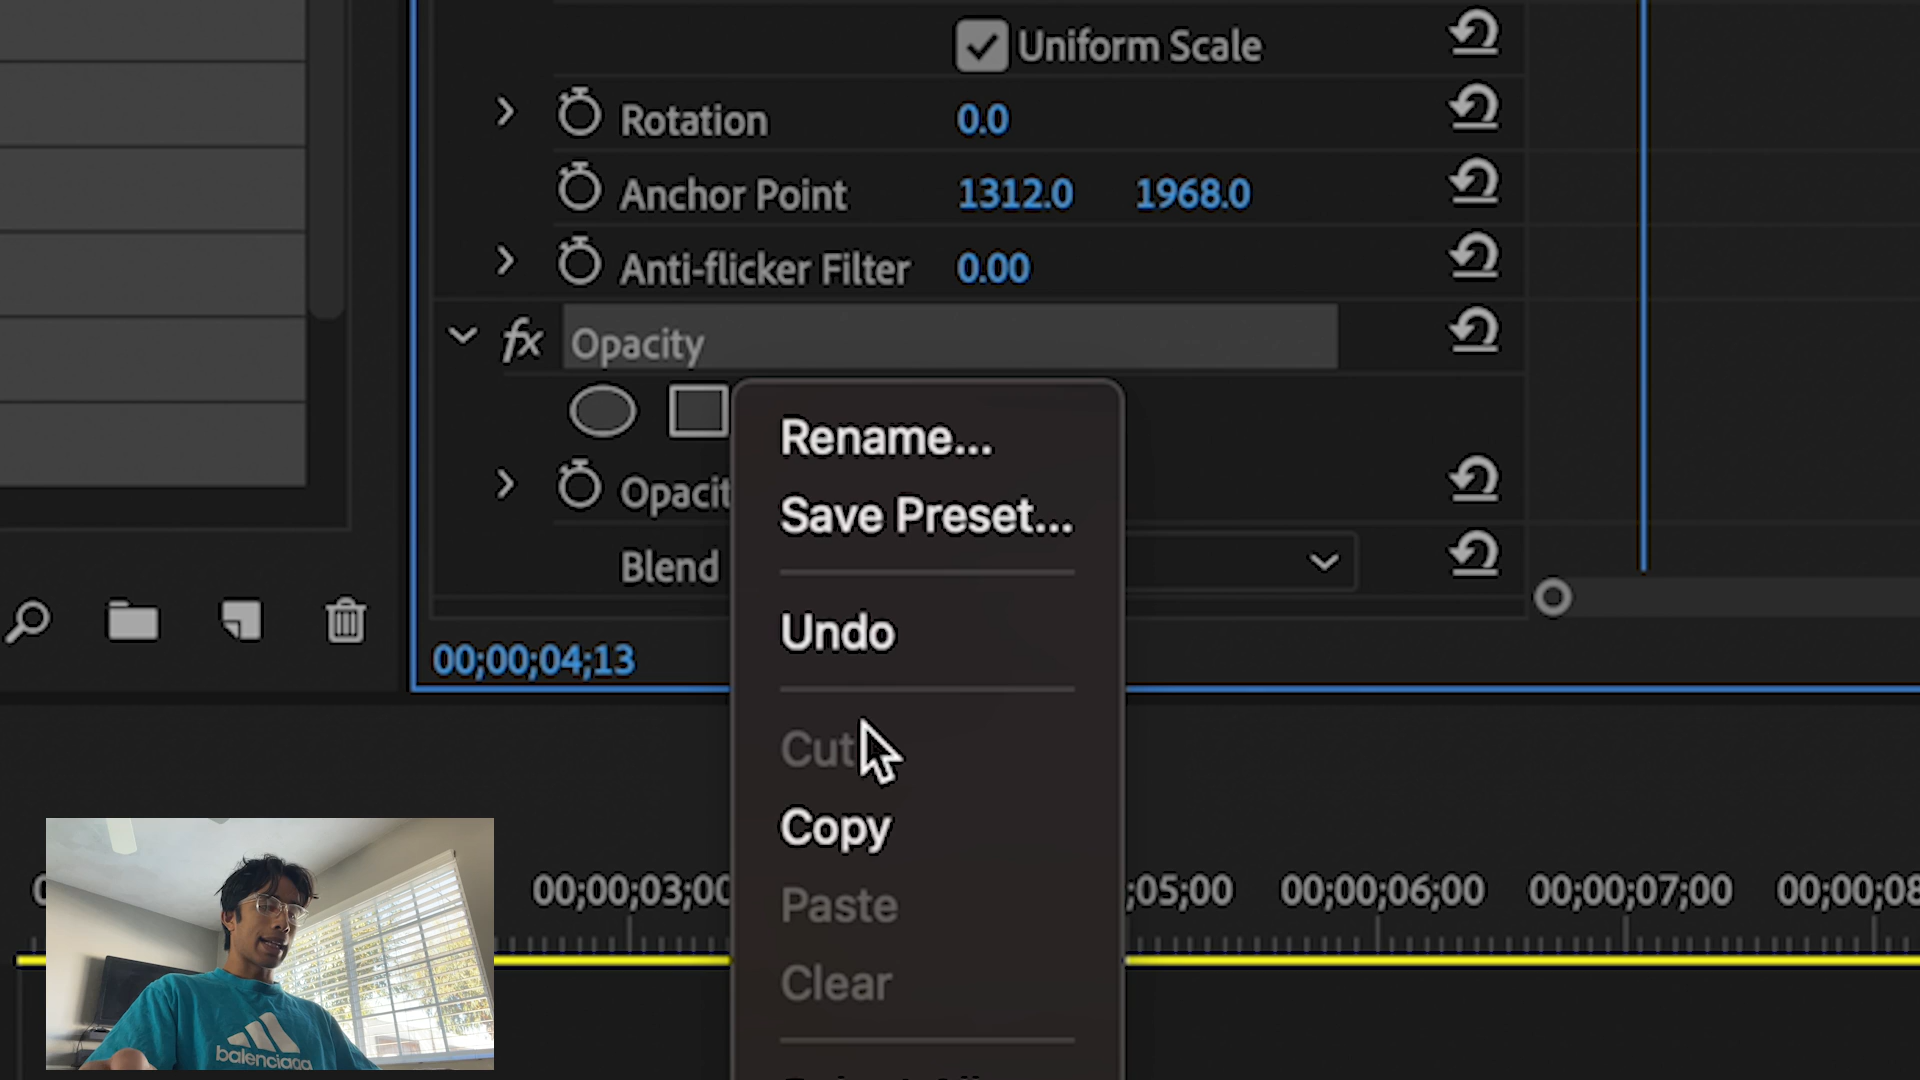 Uniform Scale
Rotation 0.0
Anchor Point 1312.0 1968.0
Anti-flicker Filter 0.00
fx Opacity
Rename...
Save Preset...
Undo
Cut
Copy
Paste
Clear
Blend
00;00;04;13
00;00;03;00
;05;00
00;00;06;00
00;00;07;00
00;00;08
balenciaga